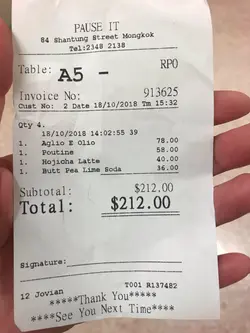 PAUSE IT
84 Shantung Street Mongkok
Tel:2348 2138
Table: A5 - RPO
Invoice No: 913625
Cust No: 2 Date 18/10/2018 Tm 15:32
Qty 4.
18/10/2018 14:02:55 39
1. Aglio E Olio 78.00
1. Poutine 58.00
1. Hojicha Latte 40.00
1. Butt Pea Lime Soda 36.00
Subtotal: $212.00
Total: $212.00
Signature:
T001 R137482
12 Jovian
*****Thank You*****
****See You Next Time****